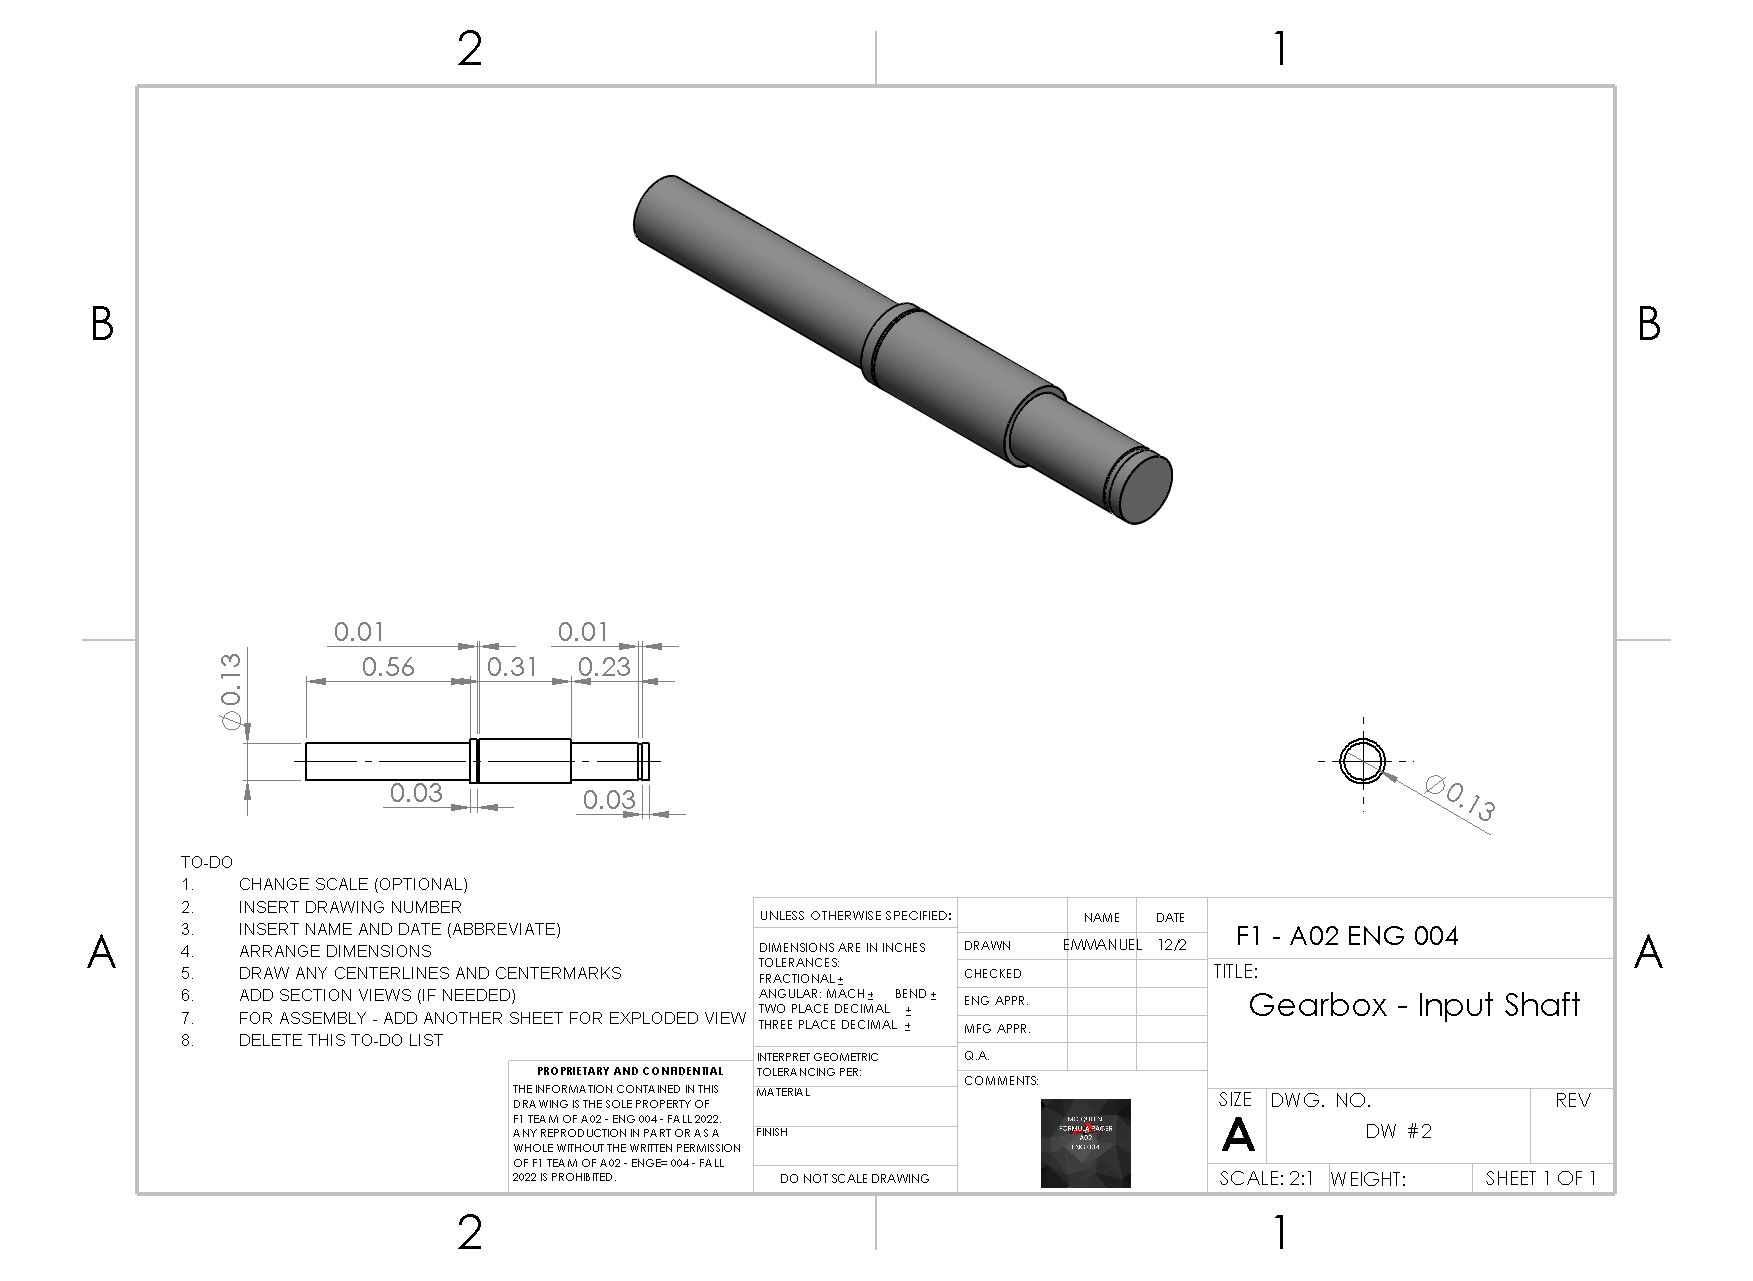 2 1
B B
0.01 0.01
0.56 0.31 0.23
∅0.13
0.03 0.03
∅0.13
TO-DO
1. CHANGE SCALE (OPTIONAL)
2. INSERT DRAWING NUMBER
3. INSERT NAME AND DATE (ABBREVIATE)
4. ARRANGE DIMENSIONS
5. DRAW ANY CENTERLINES AND CENTERMARKS
6. ADD SECTION VIEWS (IF NEEDED)
7. FOR ASSEMBLY - ADD ANOTHER SHEET FOR EXPLODED VIEW
8. DELETE THIS TO-DO LIST
A A
PROPRIETARY AND CONFIDENTIAL
THE INFORMATION CONTAINED IN THIS
DRAWING IS THE SOLE PROPERTY OF
F1 TEAM OF A02 - ENG 004 - FALL 2022.
ANY REPRODUCTION IN PART OR AS A
WHOLE WITHOUT THE WRITTEN PERMISSION
OF F1 TEAM OF A02 - ENGE= 004 - FALL
2022 IS PROHIBITED.
UNLESS OTHERWISE SPECIFIED:
DIMENSIONS ARE IN INCHES
TOLERANCES:
FRACTIONAL ±
ANGULAR: MACH ± BEND ±
TWO PLACE DECIMAL ±
THREE PLACE DECIMAL ±
INTERPRET GEOMETRIC
TOLERANCING PER:
MATERIAL
FINISH
DO NOT SCALE DRAWING
NAME DATE
DRAWN EMMANUEL 12/2
CHECKED
ENG APPR.
MFG APPR.
Q.A.
COMMENTS:
MC QUEEN
FORMULA RACER
A02
ENG 004
F1 - A02 ENG 004
TITLE:
Gearbox - Input Shaft
SIZE DWG. NO. REV
A DW #2
SCALE: 2:1 WEIGHT: SHEET 1 OF 1
2 1